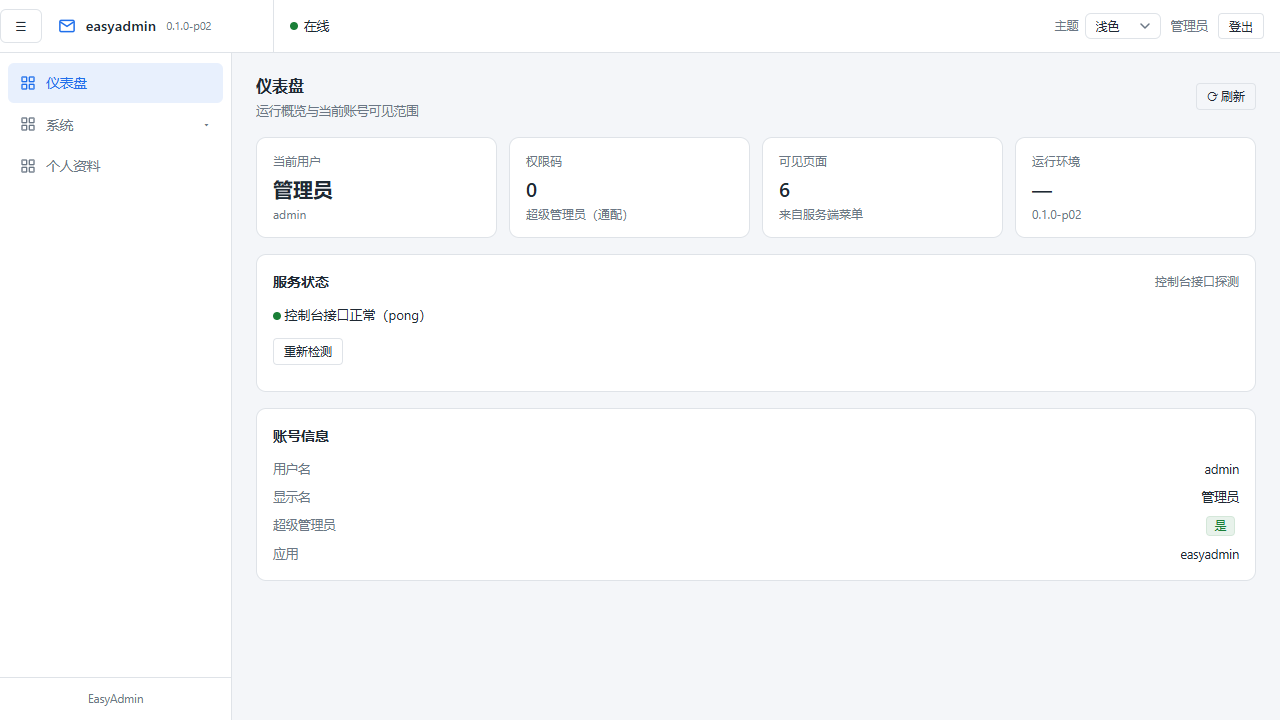 easyadmin 0.1.0-p02
在线
主题 浅色 管理员 登出
仪表盘
系统
个人资料
EasyAdmin
仪表盘
运行概览与当前账号可见范围
刷新
当前用户
管理员
admin
权限码
0
超级管理员（通配）
可见页面
6
来自服务端菜单
运行环境
—
0.1.0-p02
服务状态 控制台接口探测
控制台接口正常（pong）
重新检测
账号信息
用户名 admin
显示名 管理员
超级管理员 是
应用 easyadmin